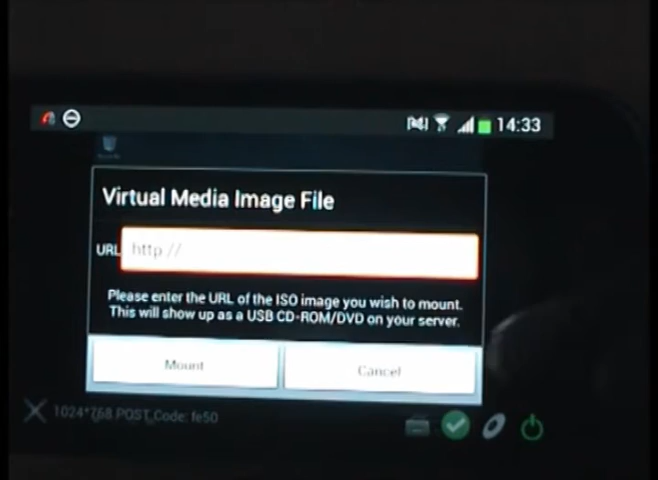 14:33
Virtual Media Image File
URL http://
Please enter the URL of the ISO image you wish to mount.
This will show up as a USB CD-ROM/DVD on your server.
Mount
Cancel
1024*768 POST Code: fe50